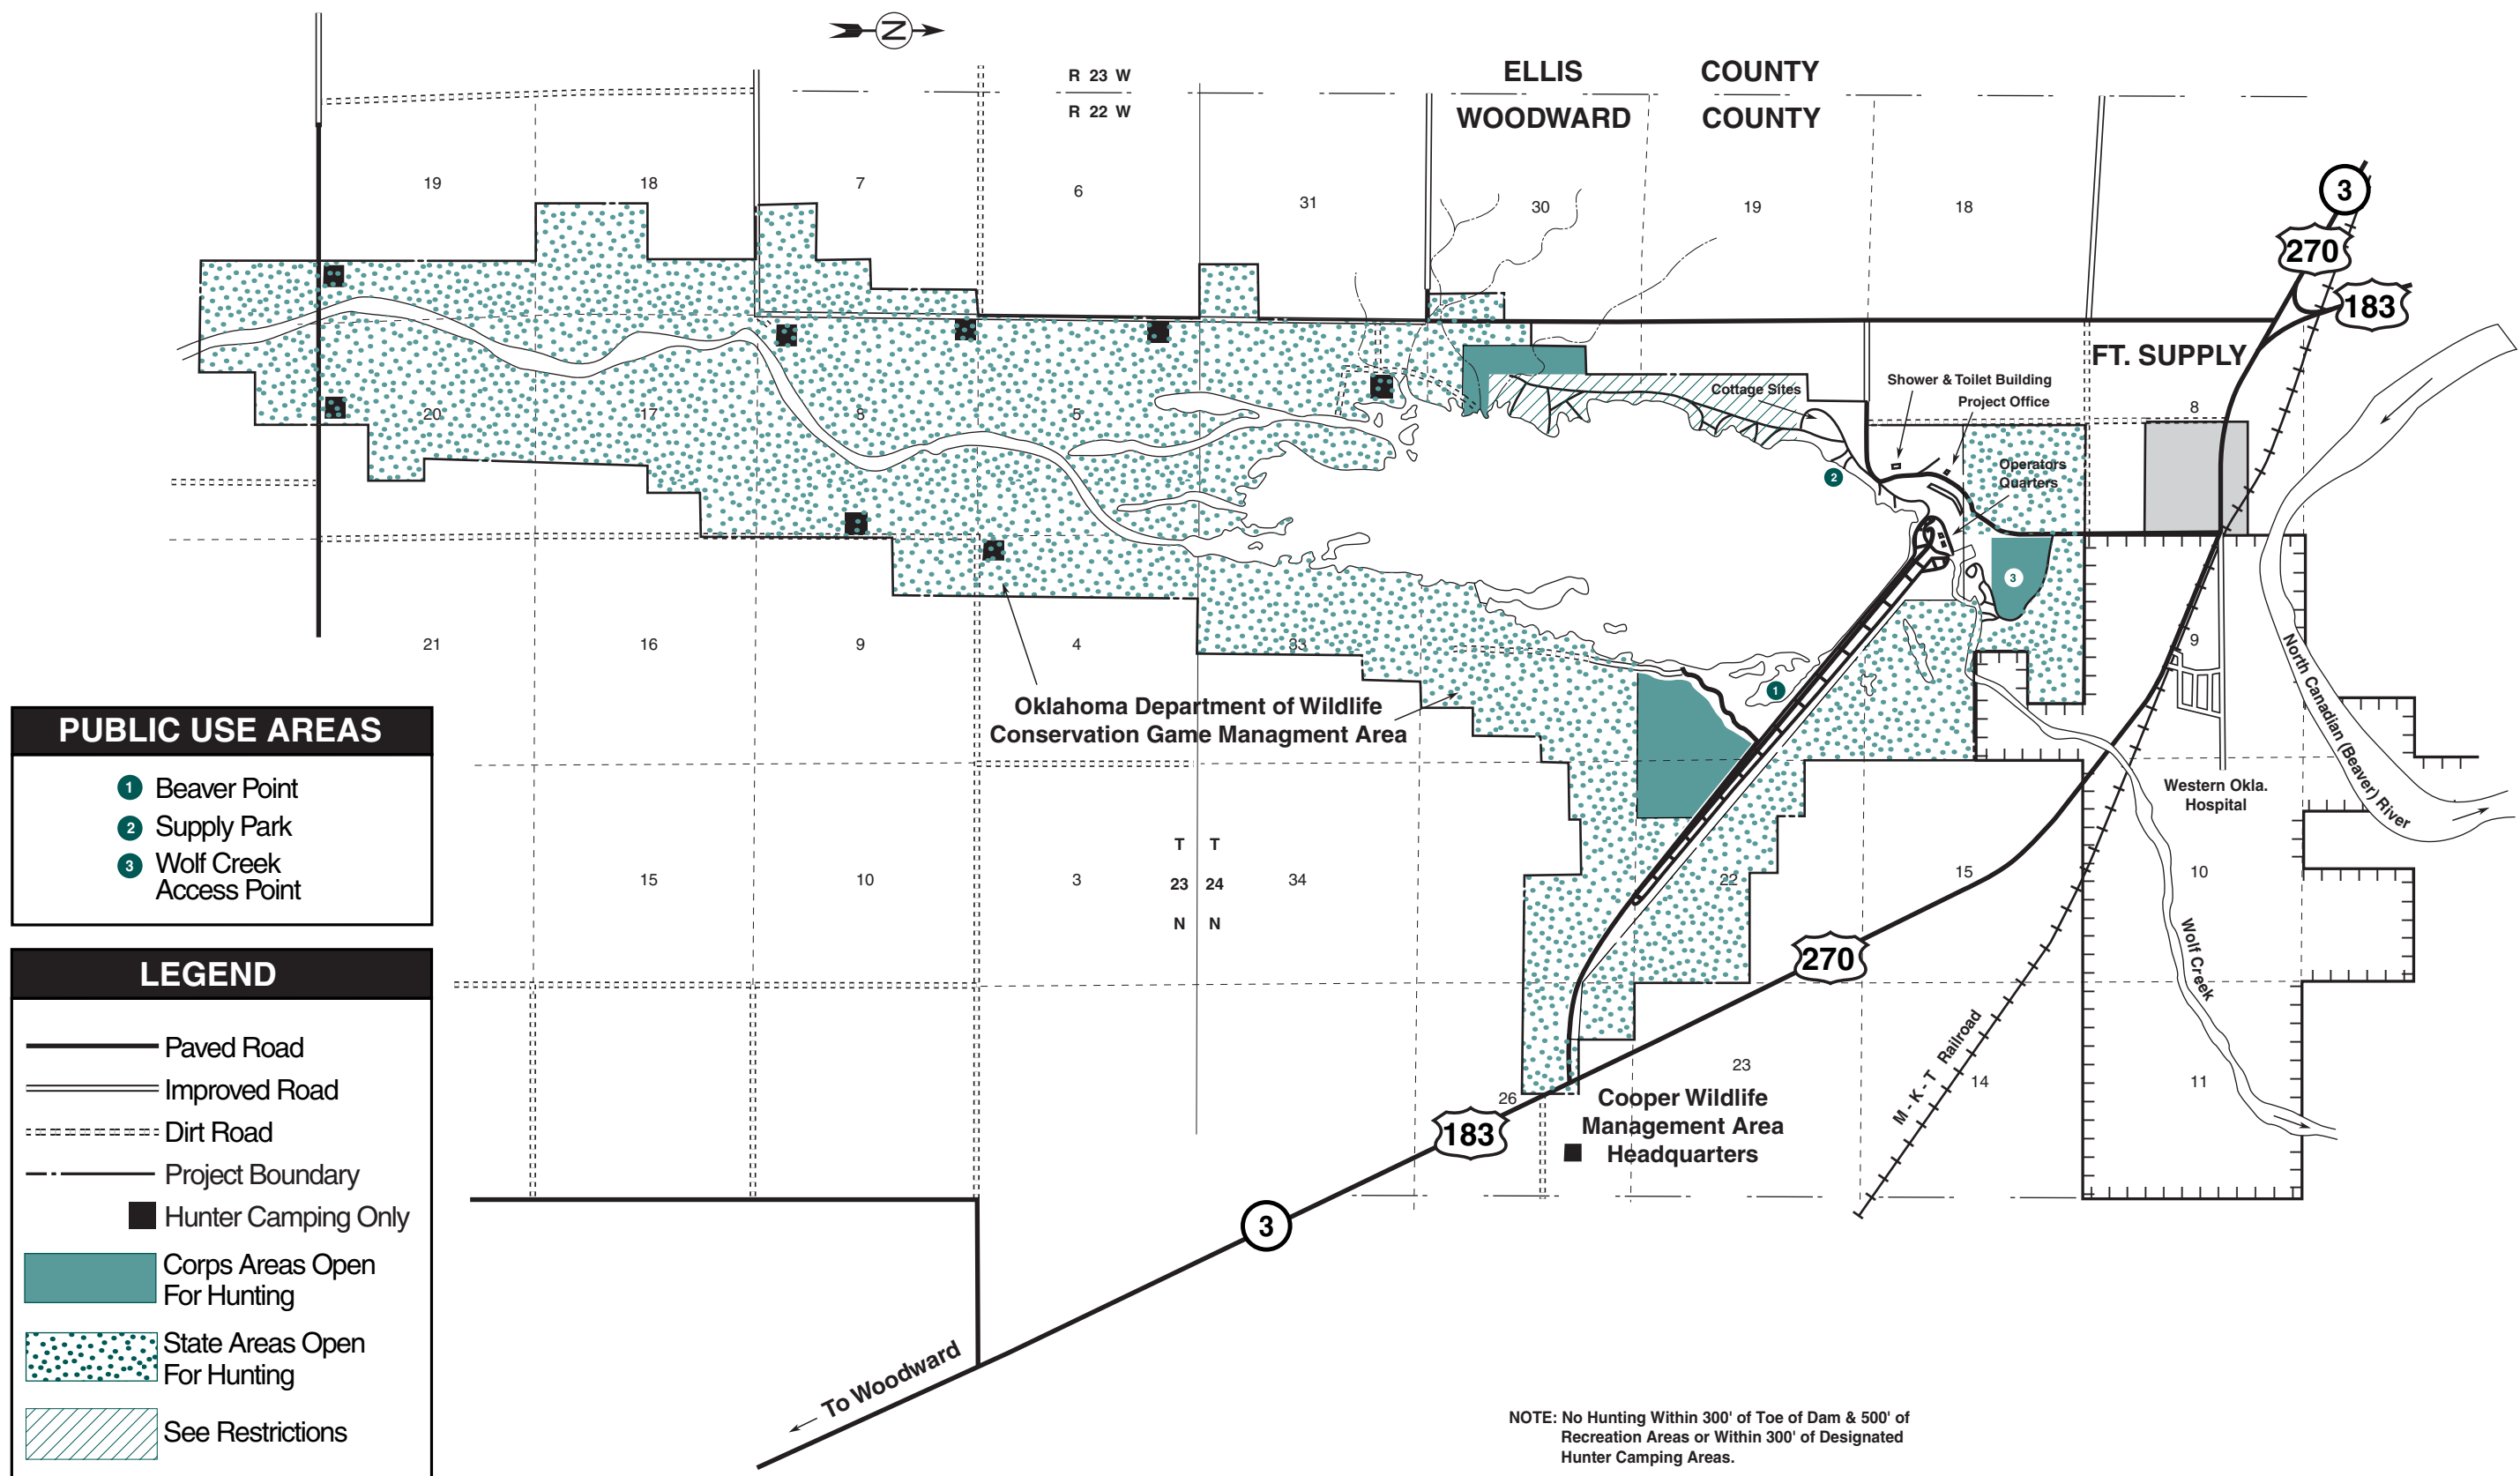 N
R 23 W
R 22 W
ELLIS COUNTY
WOODWARD COUNTY
19
18
7
6
31
30
19
18
3
270
183
FT. SUPPLY
Cottage Sites
Shower & Toilet Building
Project Office
8
20
17
8
5
2
Operators
Quarters
3
21
16
9
4
33
9
North Canadian (Beaver) River
1
Oklahoma Department of Wildlife
Conservation Game Managment Area
PUBLIC USE AREAS
1 Beaver Point
2 Supply Park
3 Wolf Creek
Access Point
Western Okla.
Hospital
T T
23 24
N N
15
10
3
34
22
15
10
Wolf Creek
270
LEGEND
Paved Road
Improved Road
Dirt Road
Project Boundary
Hunter Camping Only
Corps Areas Open
For Hunting
State Areas Open
For Hunting
See Restrictions
26
23
14
11
M - K - T Railroad
183
Cooper Wildlife
Management Area
Headquarters
3
To Woodward
NOTE: No Hunting Within 300' of Toe of Dam & 500' of
Recreation Areas or Within 300' of Designated
Hunter Camping Areas.